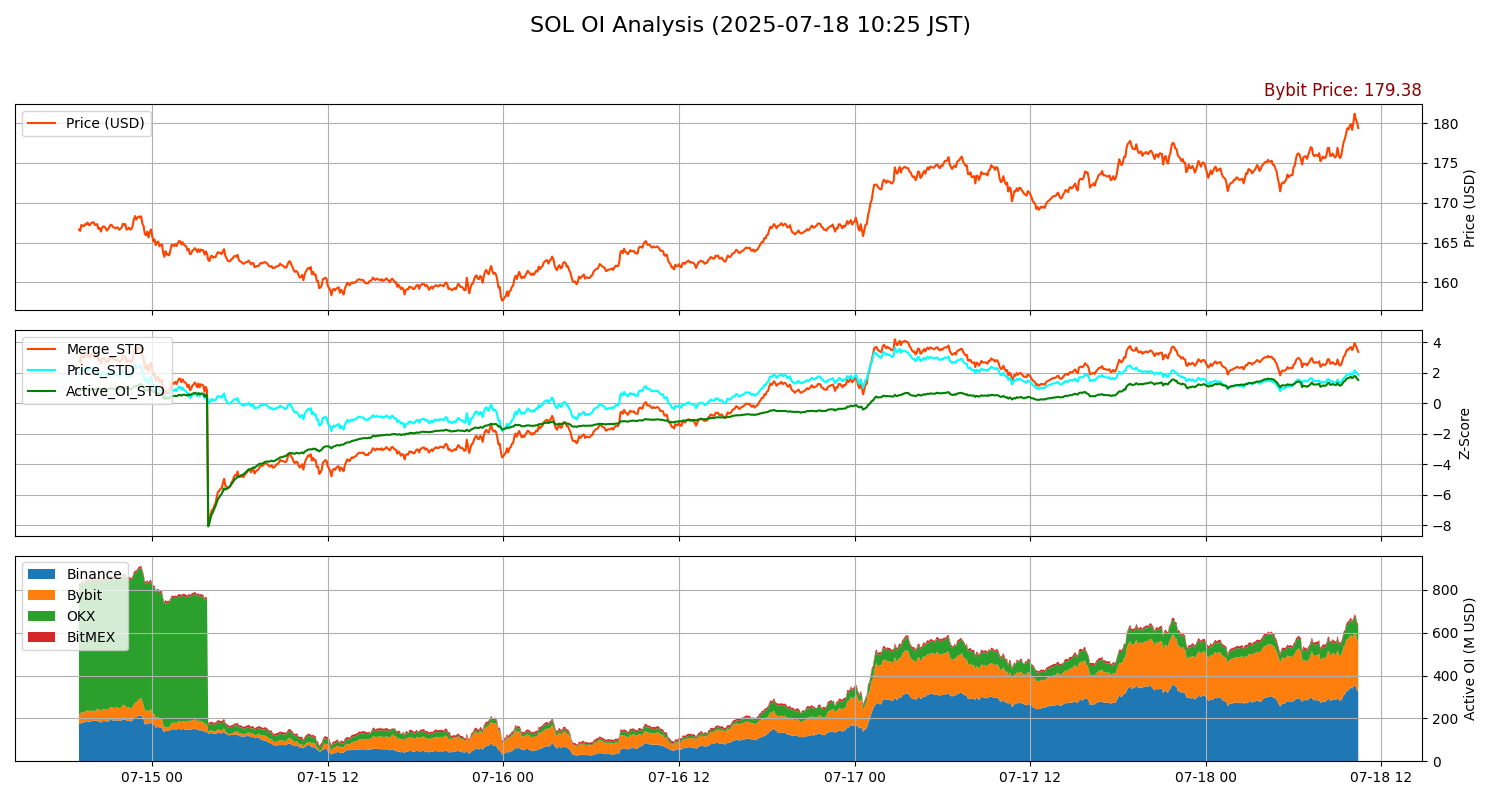 SOL OI Analysis (2025-07-18 10:25 JST)
Bybit Price: 179.38
Price (USD)
180
175
170
165
160
Price (USD)
Merge_STD
Price_STD
Active_OI_STD
4
2
0
−2
−4
−6
−8
Z-Score
Binance
Bybit
OKX
BitMEX
800
600
400
200
0
Active OI (M USD)
07-15 00
07-15 12
07-16 00
07-16 12
07-17 00
07-17 12
07-18 00
07-18 12